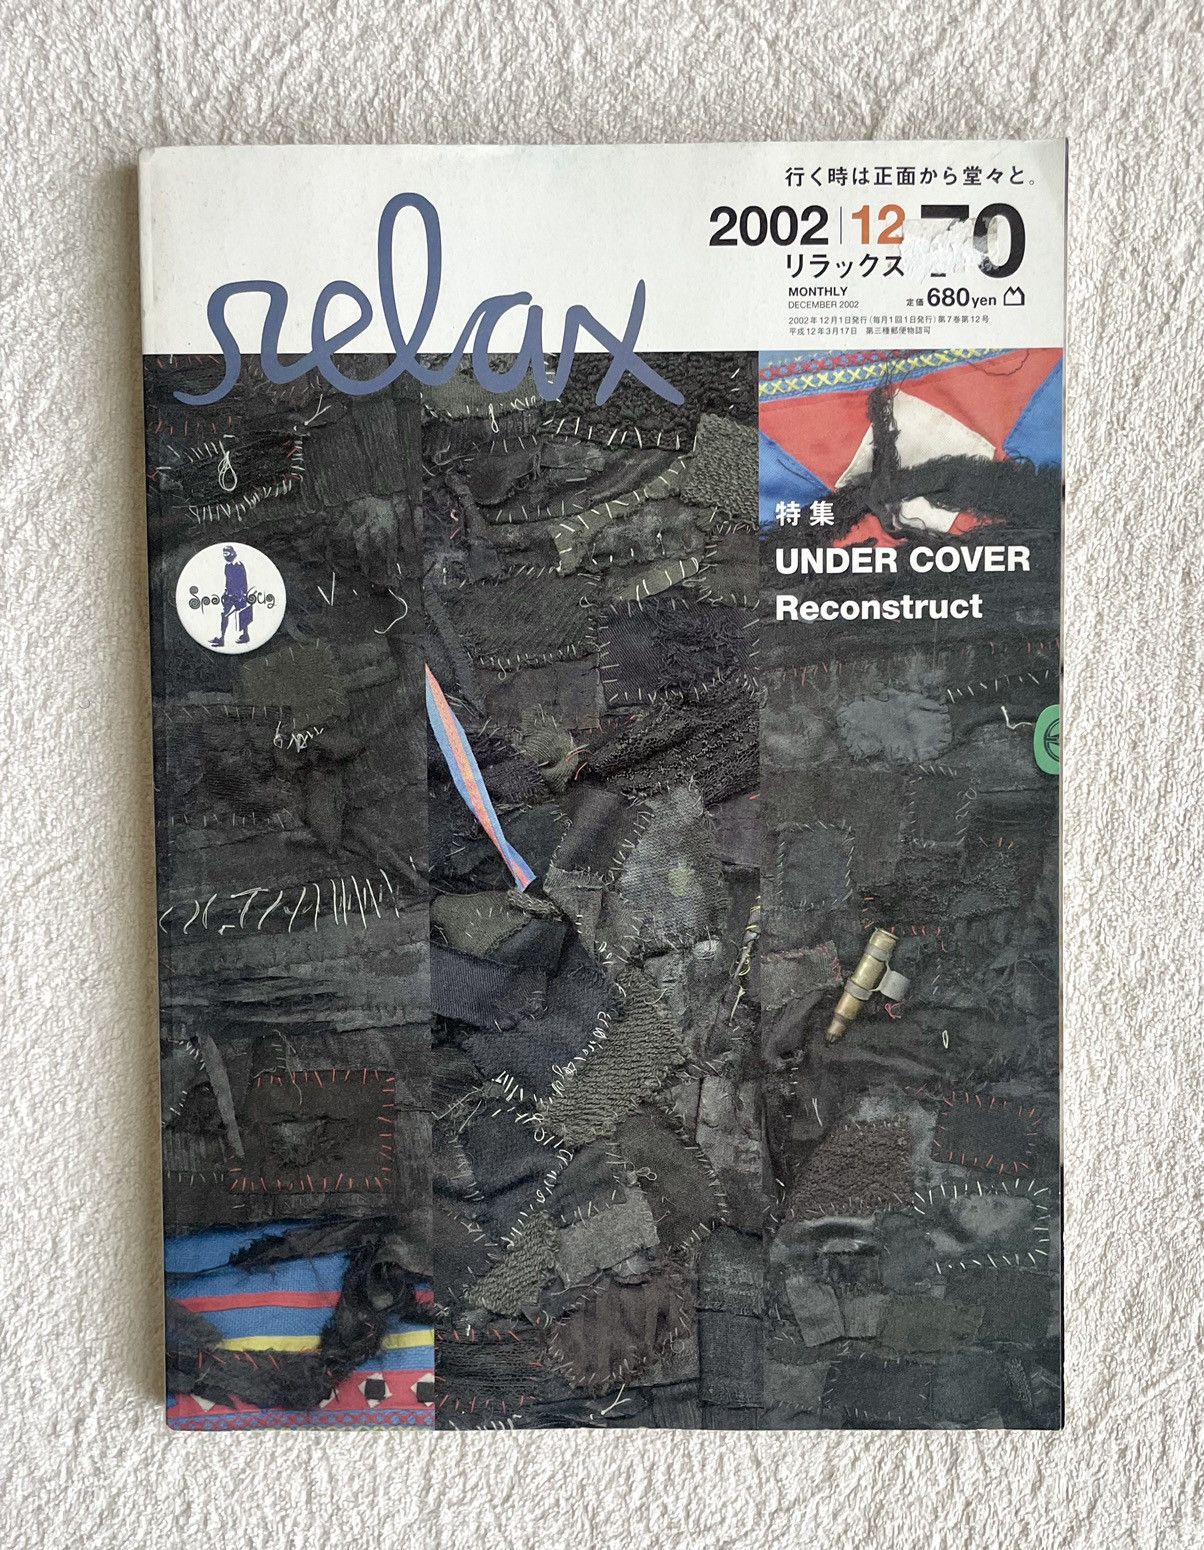 行く時は正面から堂々と。
relax
2002|12 70
リラックス
MONTHLY
DECEMBER 2002
定価680yen
2002年12月1日発行(毎月1回1日発行)第7巻第12号
平成12年3月17日 第三種郵便物認可
特集
UNDER COVER
Reconstruct